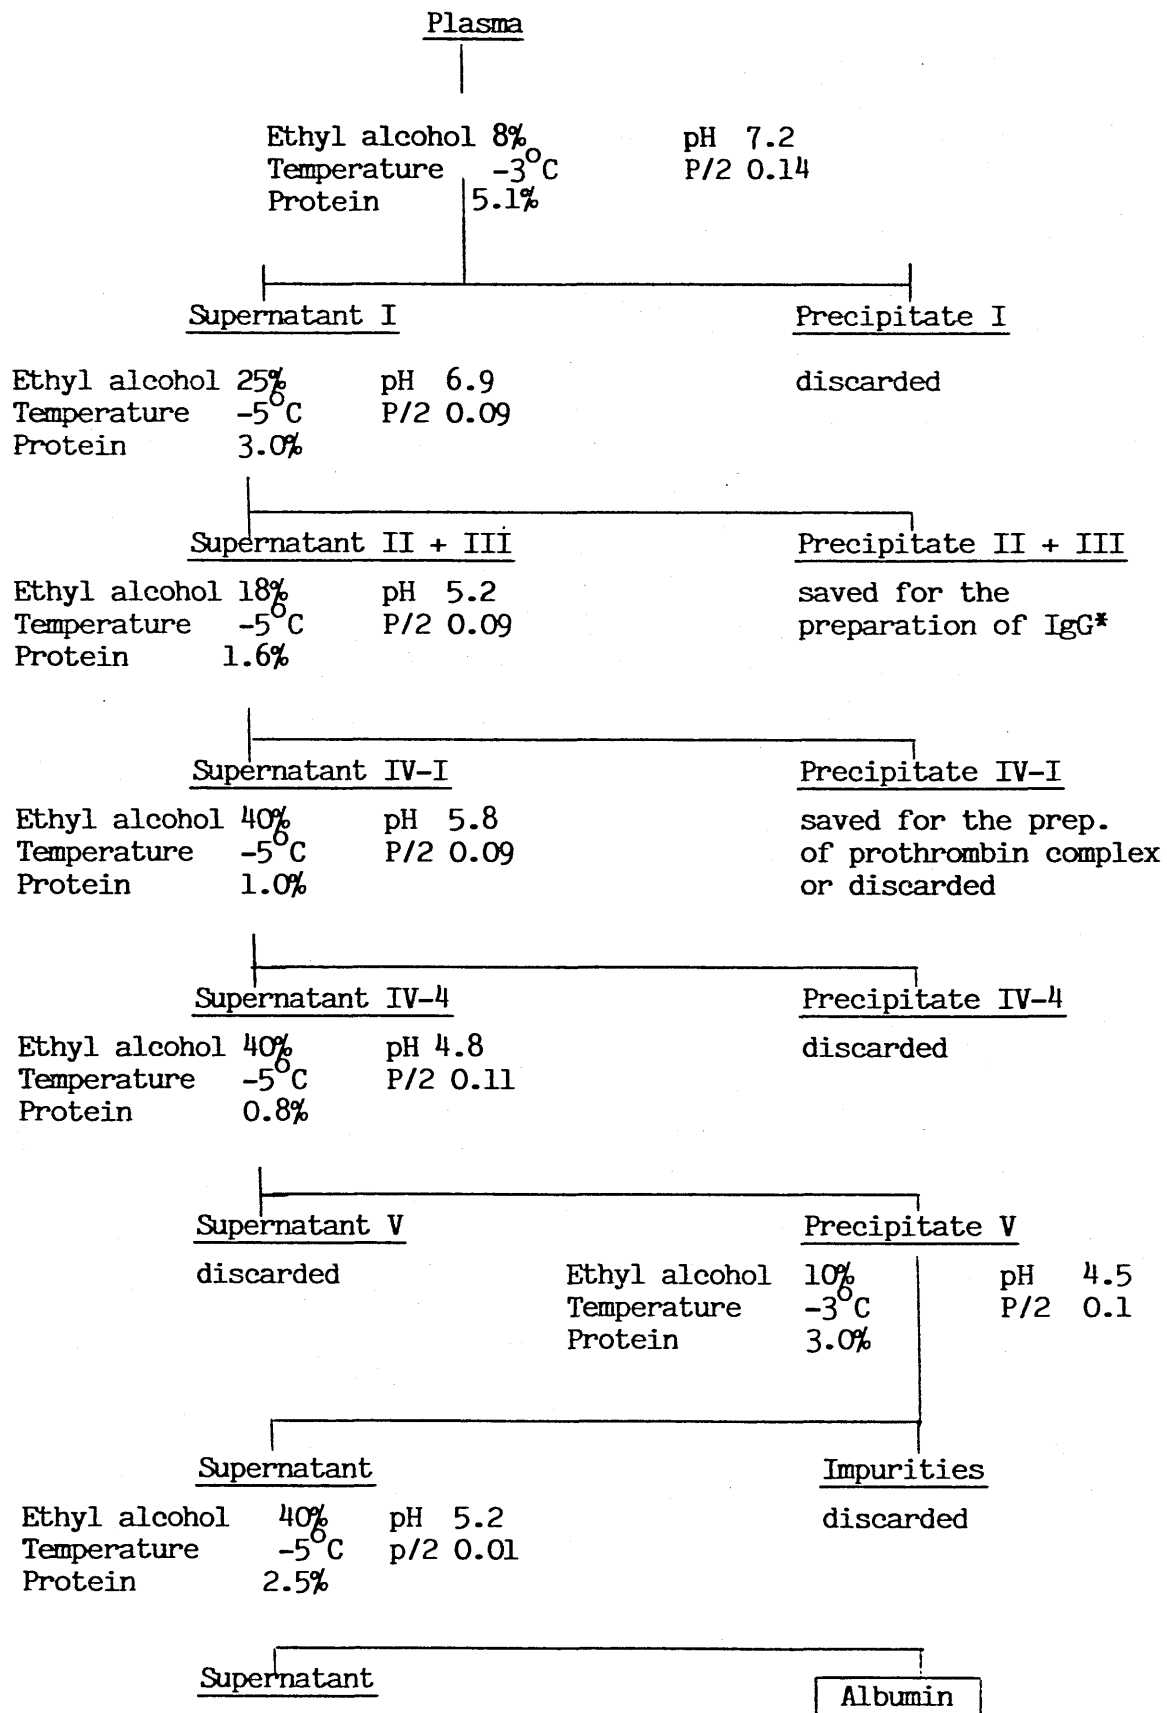 Plasma
Ethyl alcohol 8% pH 7.2
Temperature -3°C P/2 0.14
Protein 5.1%
Supernatant I Precipitate I
Ethyl alcohol 25% pH 6.9 discarded
Temperature -5°C P/2 0.09
Protein 3.0%
Supernatant II + III Precipitate II + III
Ethyl alcohol 18% pH 5.2 saved for the
Temperature -5°C P/2 0.09 preparation of IgG*
Protein 1.6%
Supernatant IV-I Precipitate IV-I
Ethyl alcohol 40% pH 5.8 saved for the prep.
Temperature -5°C P/2 0.09 of prothrombin complex
Protein 1.0% or discarded
Supernatant IV-4 Precipitate IV-4
Ethyl alcohol 40% pH 4.8 discarded
Temperature -5°C P/2 0.11
Protein 0.8%
Supernatant V Precipitate V
discarded Ethyl alcohol 10% pH 4.5
Temperature -3°C P/2 0.1
Protein 3.0%
Supernatant Impurities
Ethyl alcohol 40% pH 5.2 discarded
Temperature -5°C p/2 0.01
Protein 2.5%
Supernatant Albumin